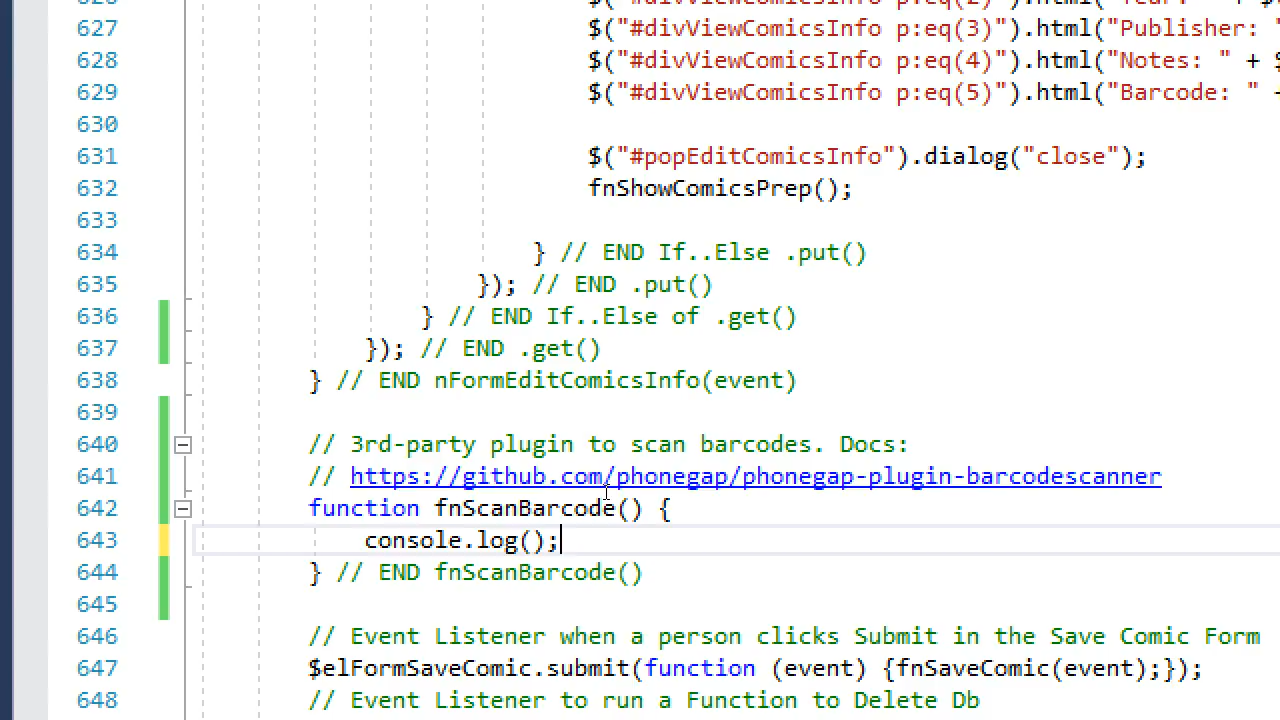 626 $("#divViewComicsInfo p:eq(2)").html("Year: " + $
627 $("#divViewComicsInfo p:eq(3)").html("Publisher: "
628 $("#divViewComicsInfo p:eq(4)").html("Notes: " + $
629 $("#divViewComicsInfo p:eq(5)").html("Barcode: " +
630
631 $("#popEditComicsInfo").dialog("close");
632 fnShowComicsPrep();
633
634 } // END If..Else .put()
635 }); // END .put()
636 } // END If..Else of .get()
637 }); // END .get()
638 } // END nFormEditComicsInfo(event)
639
640 // 3rd-party plugin to scan barcodes. Docs:
641 // https://github.com/phonegap/phonegap-plugin-barcodescanner
642 function fnScanBarcode() {
643 console.log();
644 } // END fnScanBarcode()
645
646 // Event Listener when a person clicks Submit in the Save Comic Form
647 $elFormSaveComic.submit(function (event) {fnSaveComic(event);});
648 // Event Listener to run a Function to Delete Db